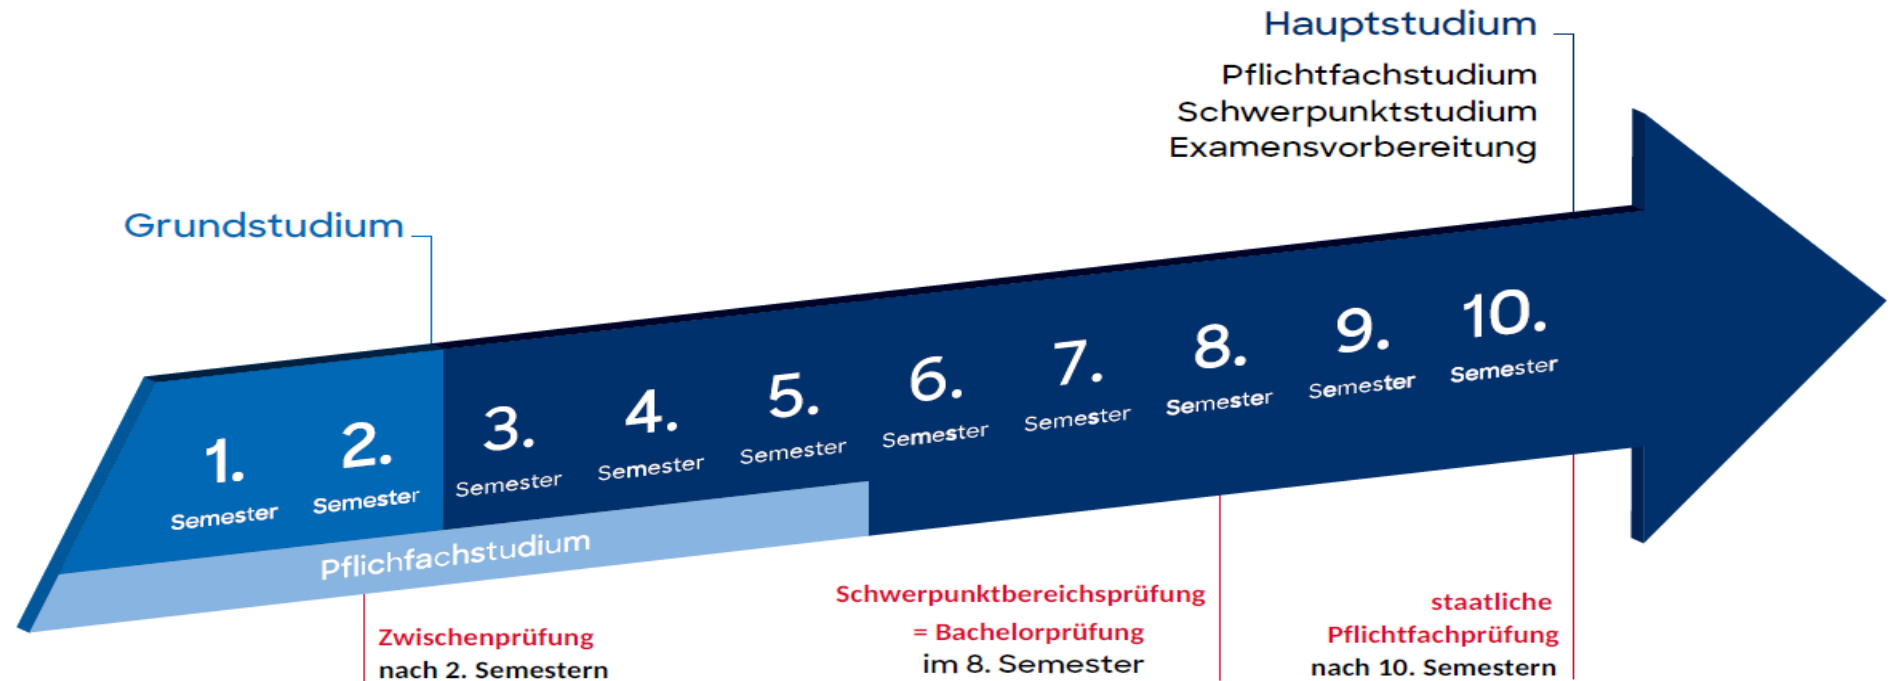 Hauptstudium
Pflichtfachstudium
Schwerpunktstudium
Examensvorbereitung
Grundstudium
1.
Semester
2.
Semester
3.
Semester
4.
Semester
5.
Semester
6.
Semester
7.
Semester
8.
Semester
9.
Semester
10.
Semester
Pflichfachstudium
Zwischenprüfung
nach 2. Semestern
Schwerpunktbereichsprüfung
= Bachelorprüfung
im 8. Semester
staatliche
Pflichtfachprüfung
nach 10. Semestern